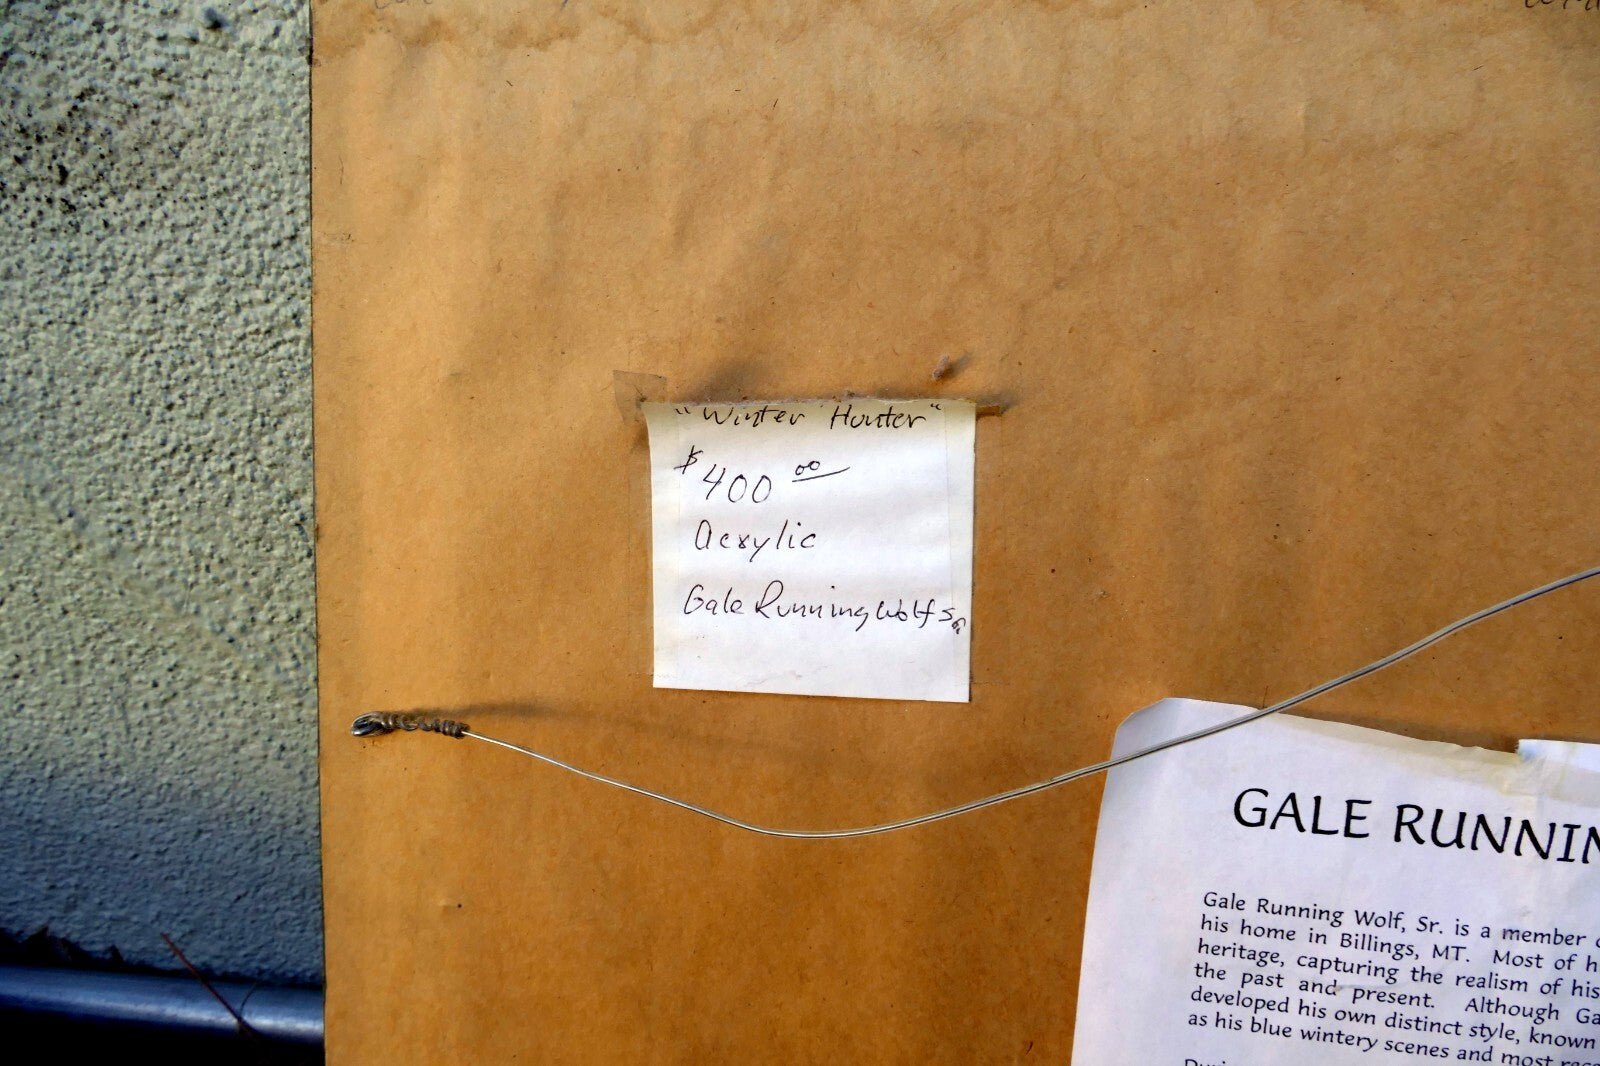 "Winter Hunter"
$400 00
Acrylic
Gale Running Wolf Sr.
GALE RUNNIN
Gale Running Wolf, Sr. is a member
his home in Billings, MT. Most of h
heritage, capturing the realism of his
the past and present. Although Ga
developed his own distinct style, known
as his blue wintery scenes and most rece